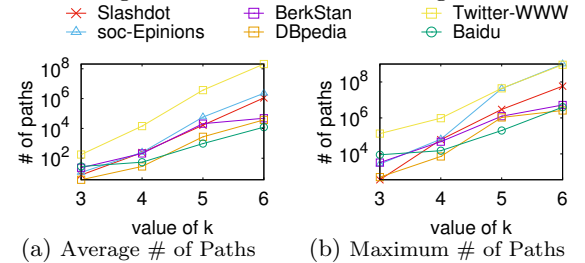 Slashdot BerkStan Twitter-WWW
soc-Epinions DBpedia Baidu
10^8 10^8
10^6 10^6
10^4 10^4
10^2
# of paths # of paths
3 4 5 6 3 4 5 6
value of k value of k
(a) Average # of Paths (b) Maximum # of Paths